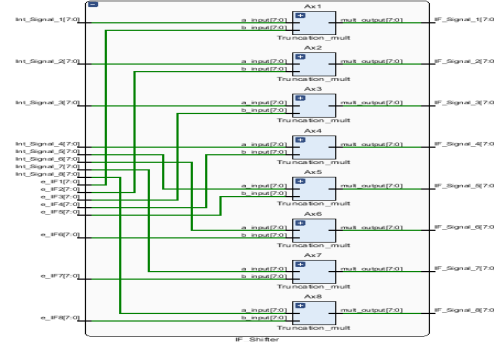 Ax1
Int_Signal_1[7:0] a_input[7:0] mult_output[7:0] IF_Signal_1[7:0]
b_input[7:0]
Truncation_mult
Ax2
Int_Signal_2[7:0] a_input[7:0] mult_output[7:0] IF_Signal_2[7:0]
b_input[7:0]
Truncation_mult
Ax3
Int_Signal_3[7:0] a_input[7:0] mult_output[7:0] IF_Signal_3[7:0]
b_input[7:0]
Truncation_mult
Ax4
Int_Signal_4[7:0] a_input[7:0] mult_output[7:0] IF_Signal_4[7:0]
Int_Signal_5[7:0] b_input[7:0]
Int_Signal_6[7:0] Truncation_mult
Int_Signal_7[7:0]
Int_Signal_8[7:0] Ax5
e_IF1[7:0] a_input[7:0] mult_output[7:0] IF_Signal_5[7:0]
e_IF2[7:0] b_input[7:0]
e_IF3[7:0] Truncation_mult
e_IF4[7:0]
e_IF5[7:0] Ax6
a_input[7:0] mult_output[7:0] IF_Signal_6[7:0]
e_IF6[7:0] b_input[7:0]
Truncation_mult
Ax7
a_input[7:0] mult_output[7:0] IF_Signal_7[7:0]
e_IF7[7:0] b_input[7:0]
Truncation_mult
Ax8
a_input[7:0] mult_output[7:0] IF_Signal_8[7:0]
e_IF8[7:0] b_input[7:0]
Truncation_mult
IF_Shifter